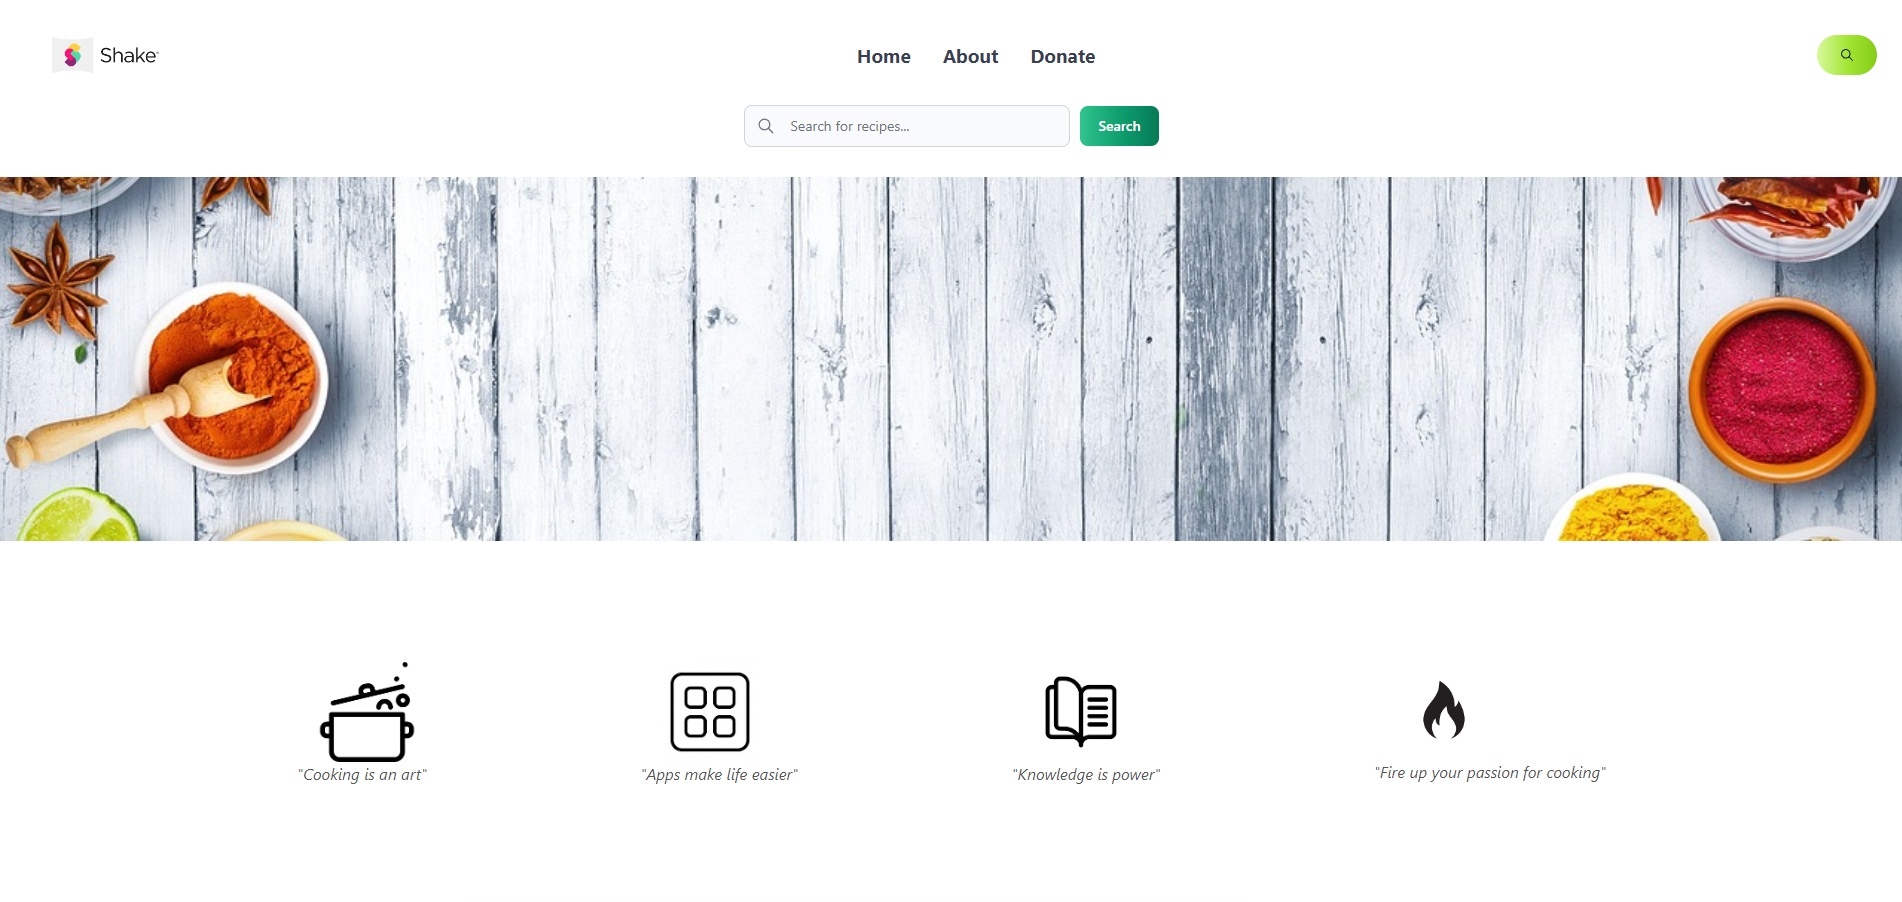 Shake
Home About Donate
Search for recipes...
Search
"Cooking is an art"
"Apps make life easier"
"Knowledge is power"
"Fire up your passion for cooking"